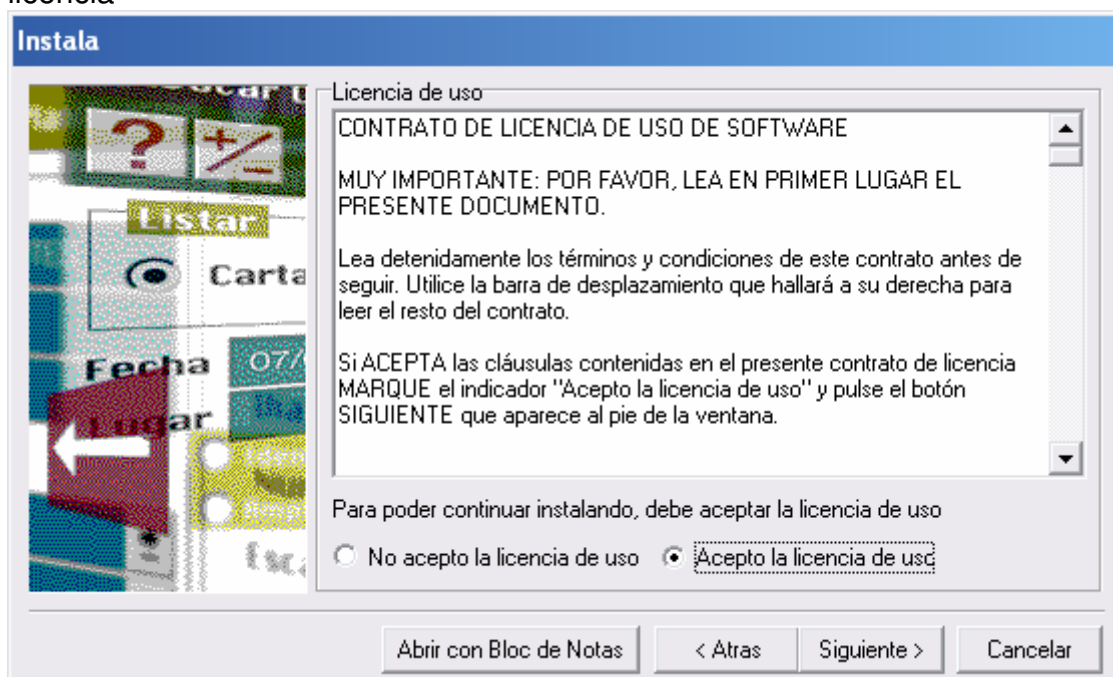 licencia
Instala
Listar
Carta
Fecha 07/
Lugar
Licencia de uso
CONTRATO DE LICENCIA DE USO DE SOFTWARE
MUY IMPORTANTE: POR FAVOR, LEA EN PRIMER LUGAR EL
PRESENTE DOCUMENTO.
Lea detenidamente los términos y condiciones de este contrato antes de
seguir. Utilice la barra de desplazamiento que hallará a su derecha para
leer el resto del contrato.
Si ACEPTA las cláusulas contenidas en el presente contrato de licencia
MARQUE el indicador "Acepto la licencia de uso" y pulse el botón
SIGUIENTE que aparece al pie de la ventana.
Para poder continuar instalando, debe aceptar la licencia de uso
No acepto la licencia de uso Acepto la licencia de uso
Abrir con Bloc de Notas < Atras Siguiente > Cancelar